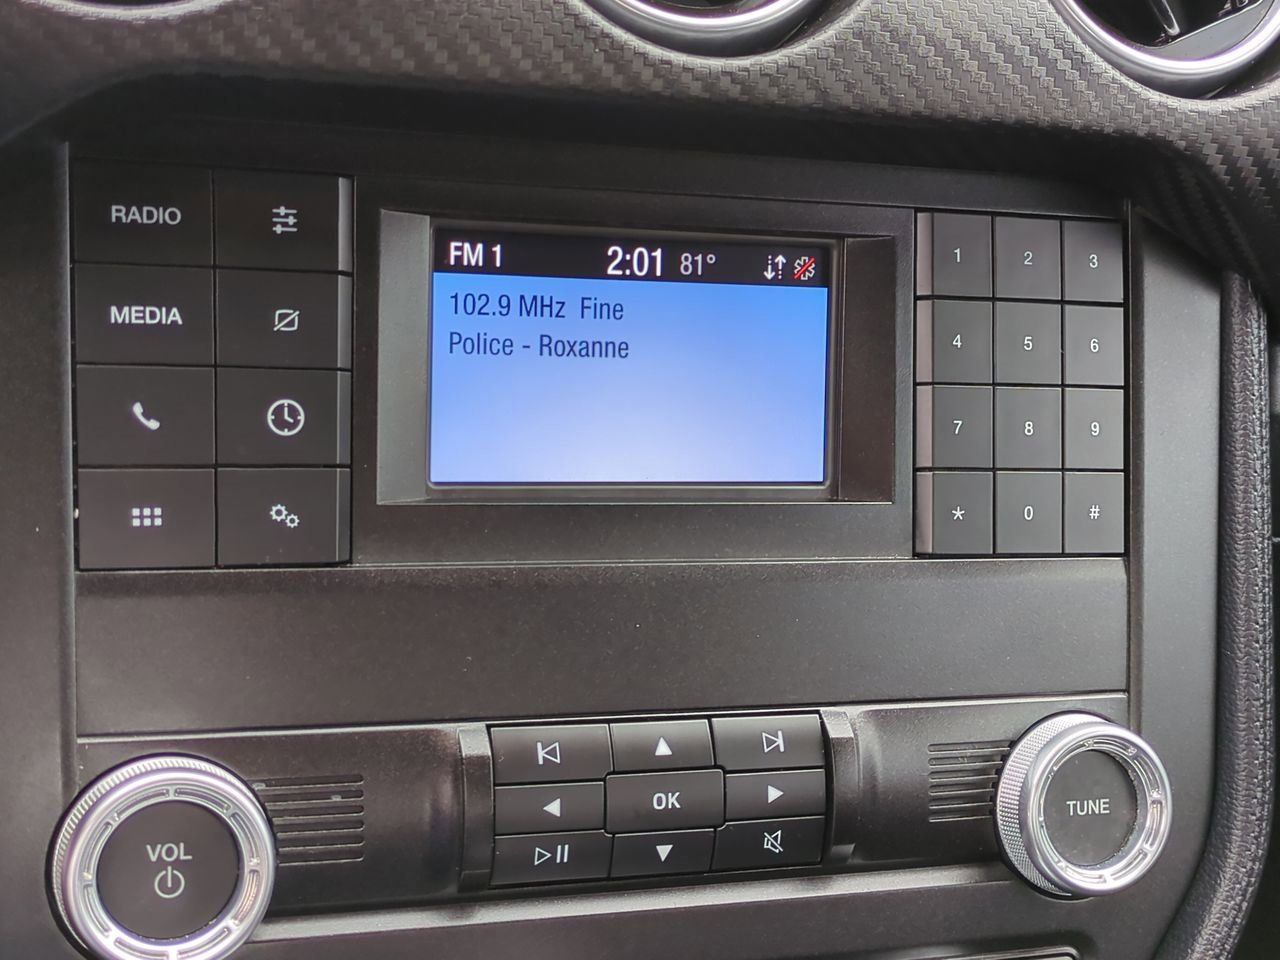 FM 1 2:01 81°
102.9 MHz Fine
Police - Roxanne
RADIO
MEDIA
1 2 3
4 5 6
7 8 9
* 0 #
OK
VOL
TUNE